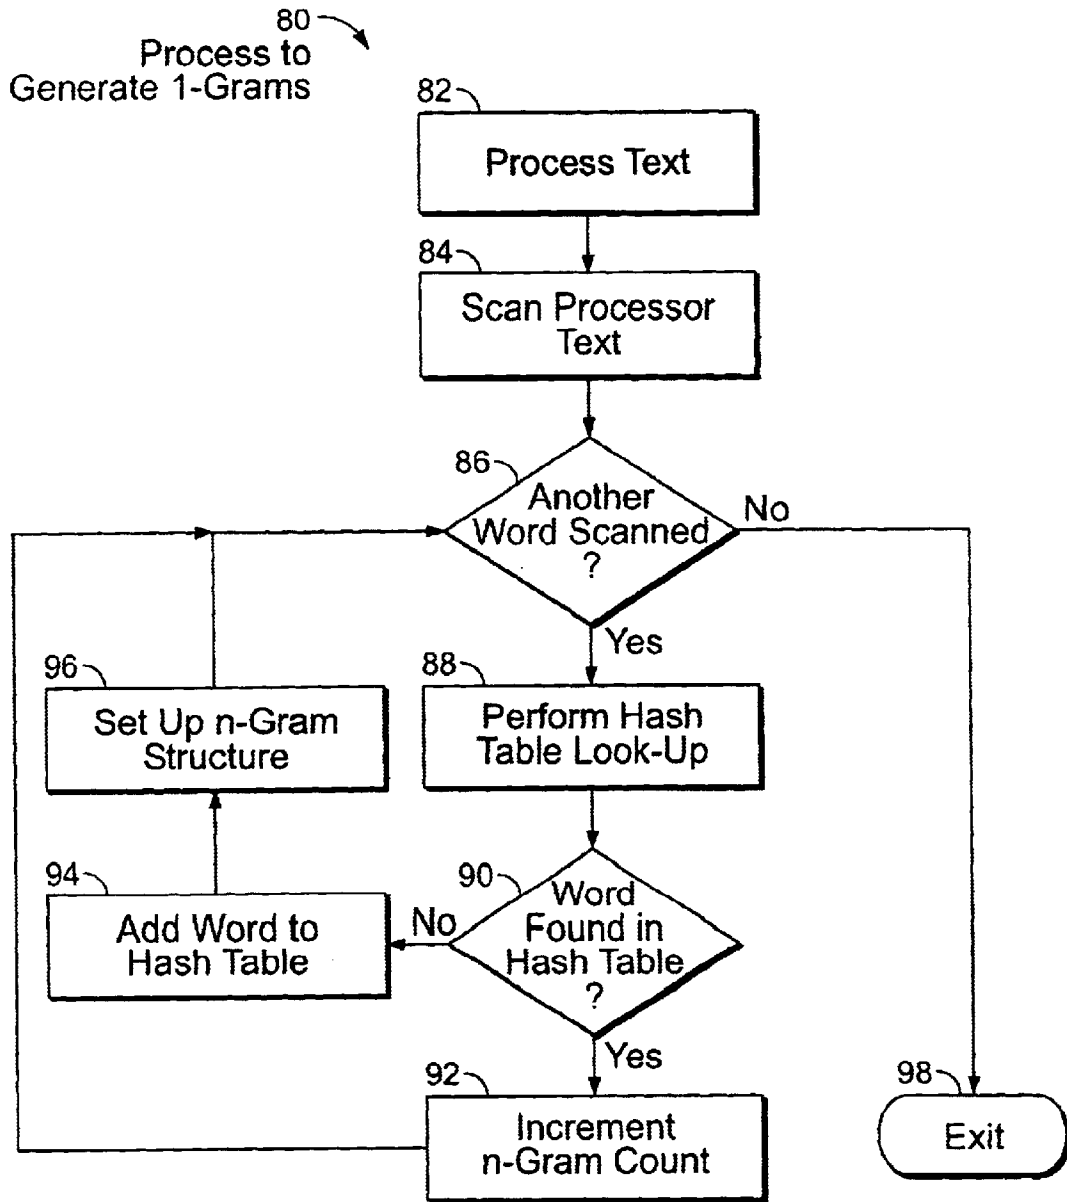 80
Process to
Generate 1-Grams
82
Process Text
84
Scan Processor
Text
86
Another
Word Scanned
?
No
Yes
88
Perform Hash
Table Look-Up
96
Set Up n-Gram
Structure
90
Word
Found in
Hash Table
?
No
94
Add Word to
Hash Table
Yes
92
Increment
n-Gram Count
98
Exit